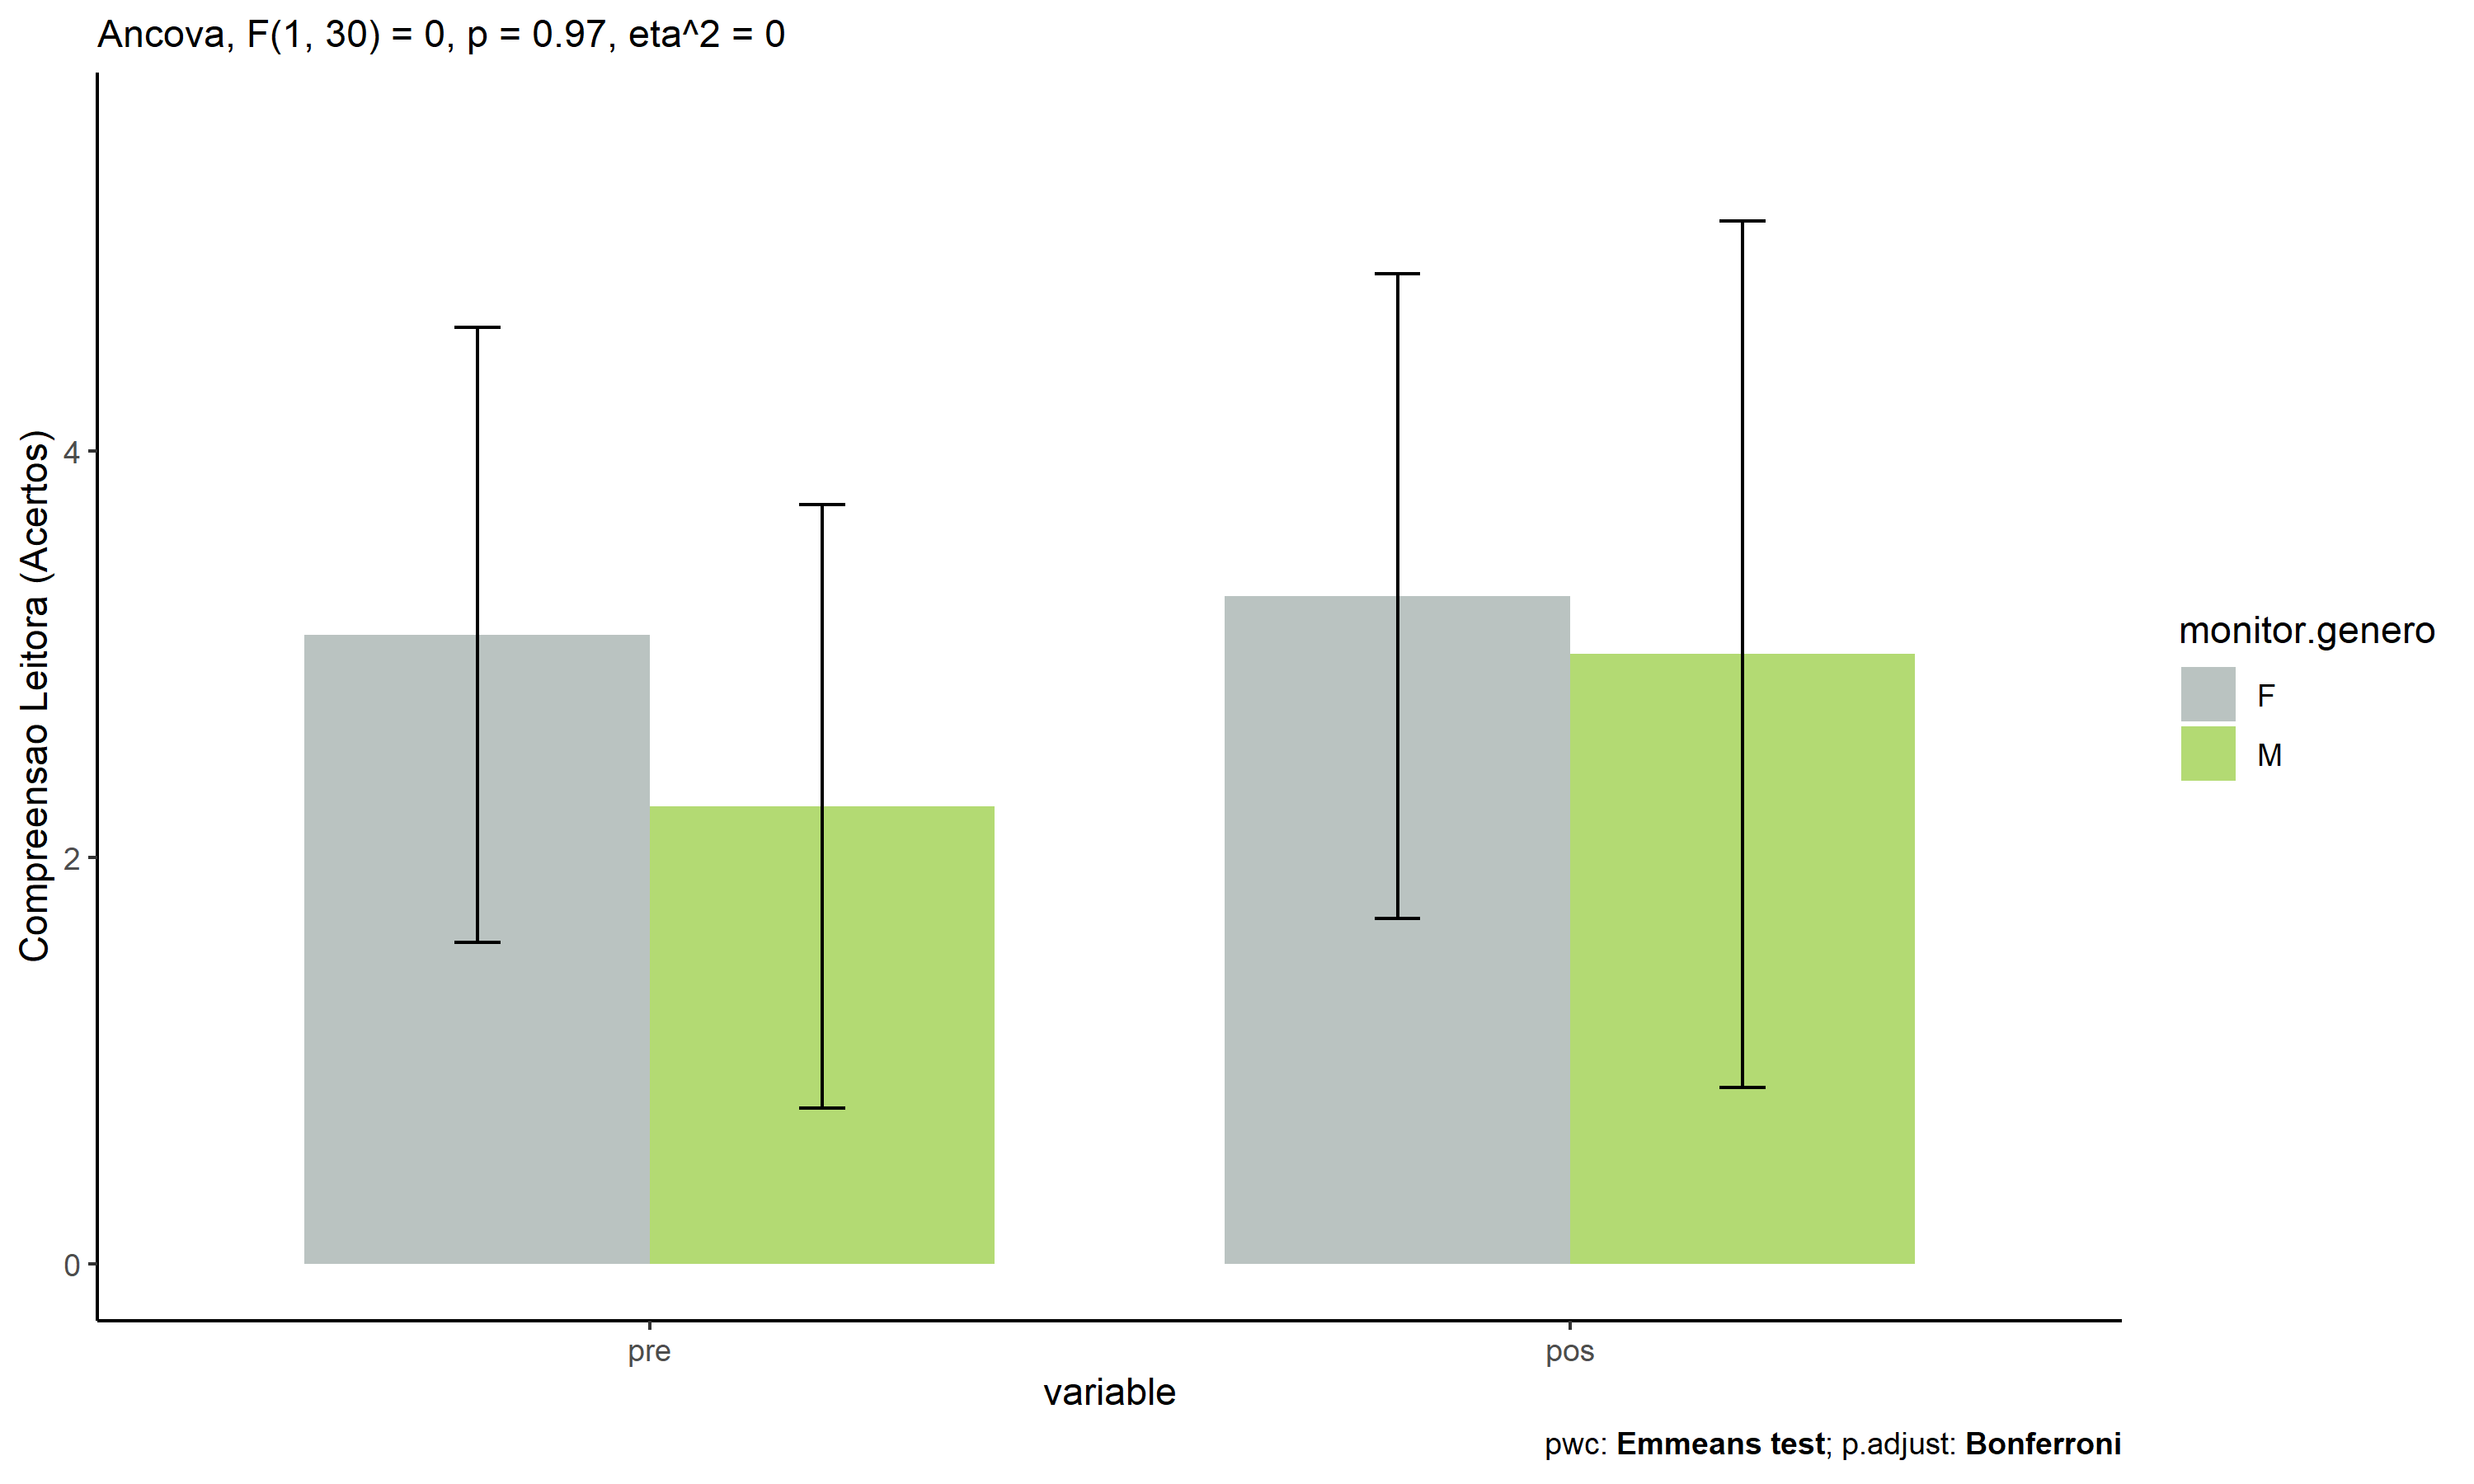 Ancova, F(1, 30) = 0, p = 0.97, eta^2 = 0
Compreensao Leitora (Acertos)
4
2
0
pre
pos
variable
monitor.genero
F
M
pwc: Emmeans test; p.adjust: Bonferroni